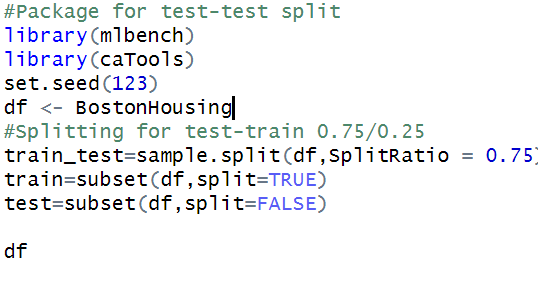 #Package for test-test split
library(mlbench)
library(caTools)
set.seed(123)
df <- BostonHousing
#Splitting for test-train 0.75/0.25
train_test=sample.split(df,SplitRatio = 0.75)
train=subset(df,split=TRUE)
test=subset(df,split=FALSE)
df